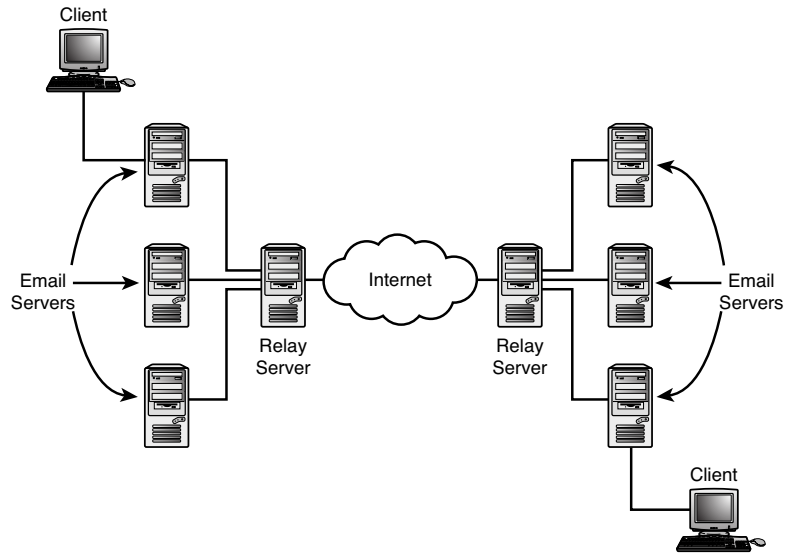 Client
Internet
Email
Servers
Relay
Server
Relay
Server
Email
Servers
Client